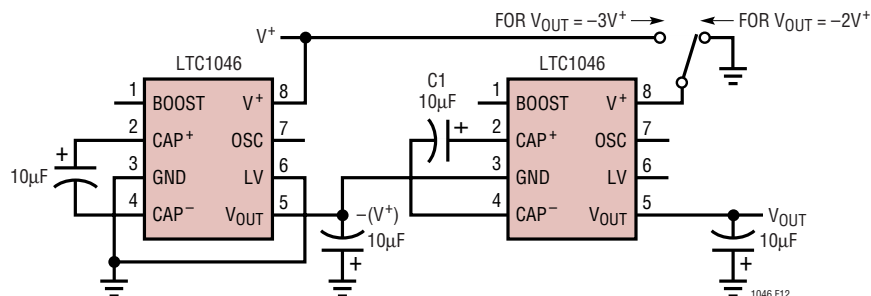 FOR VOUT = –3V+
FOR VOUT = –2V+
V+
LTC1046
1
BOOST
V+
8
2
CAP+
OSC
7
3
GND
LV
6
4
CAP–
VOUT
5
+
10µF
–(V+)
10µF
+
C1
10µF
+
LTC1046
1
BOOST
V+
8
2
CAP+
OSC
7
3
GND
LV
6
4
CAP–
VOUT
5
VOUT
10µF
+
1046 F12